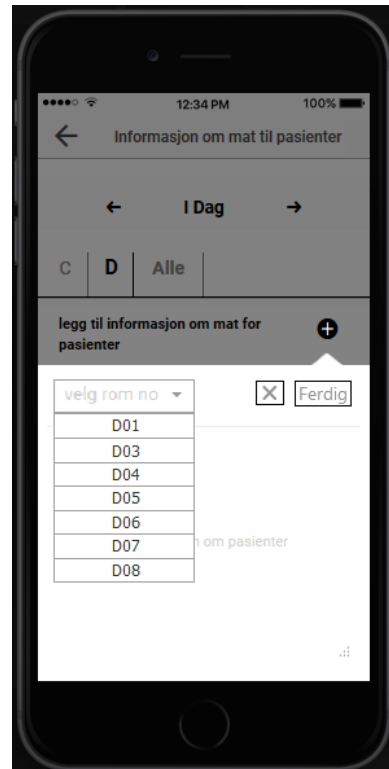 12:34 PM 100%
Informasjon om mat til pasienter
I Dag
C D Alle
legg til informasjon om mat for
pasienter
velg rom no
Ferdig
D01
D03
D04
D05
D06
D07
D08
om pasienter